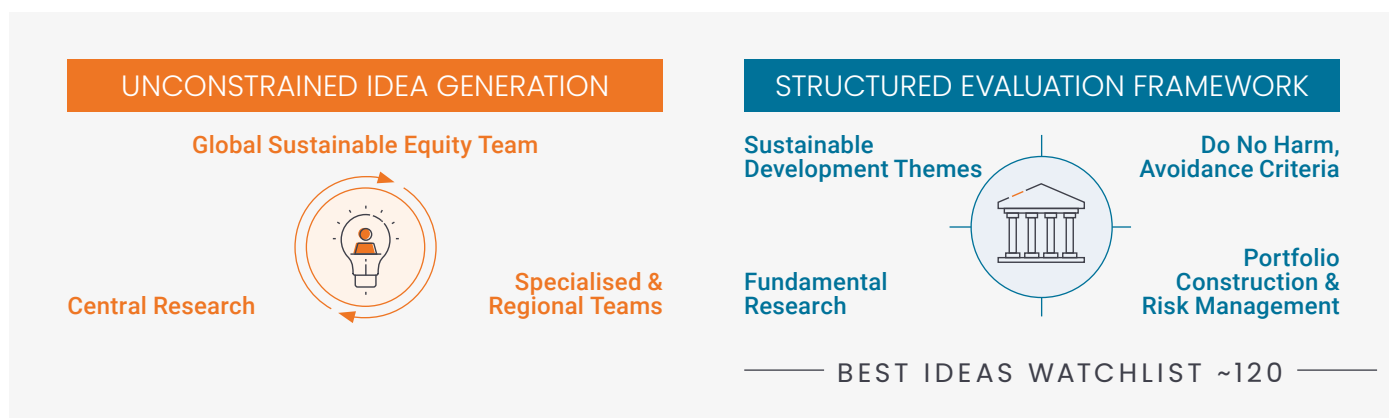 UNCONSTRAINED IDEA GENERATION
Global Sustainable Equity Team
Central Research
Specialised &
Regional Teams
STRUCTURED EVALUATION FRAMEWORK
Sustainable
Development Themes
Do No Harm,
Avoidance Criteria
Fundamental
Research
Portfolio
Construction &
Risk Management
BEST IDEAS WATCHLIST ~120